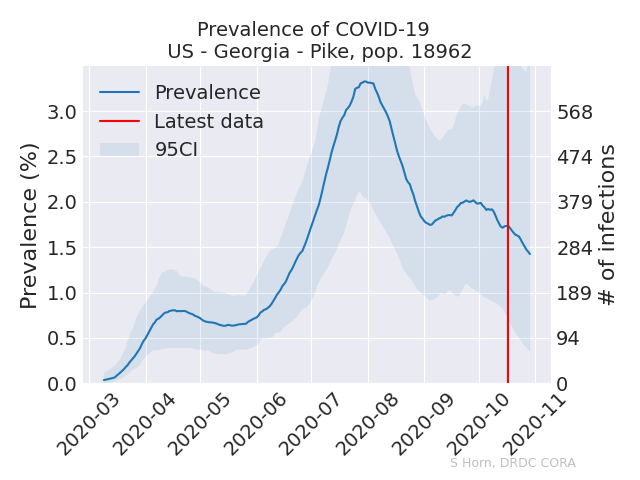 Prevalence of COVID-19
US - Georgia - Pike, pop. 18962
Prevalence
Latest data
95CI
Prevalence (%)
3.0
2.5
2.0
1.5
1.0
0.5
0.0
568
474
379
284
189
94
0
# of infections
2020-03
2020-04
2020-05
2020-06
2020-07
2020-08
2020-09
2020-10
2020-11
S Horn, DRDC CORA